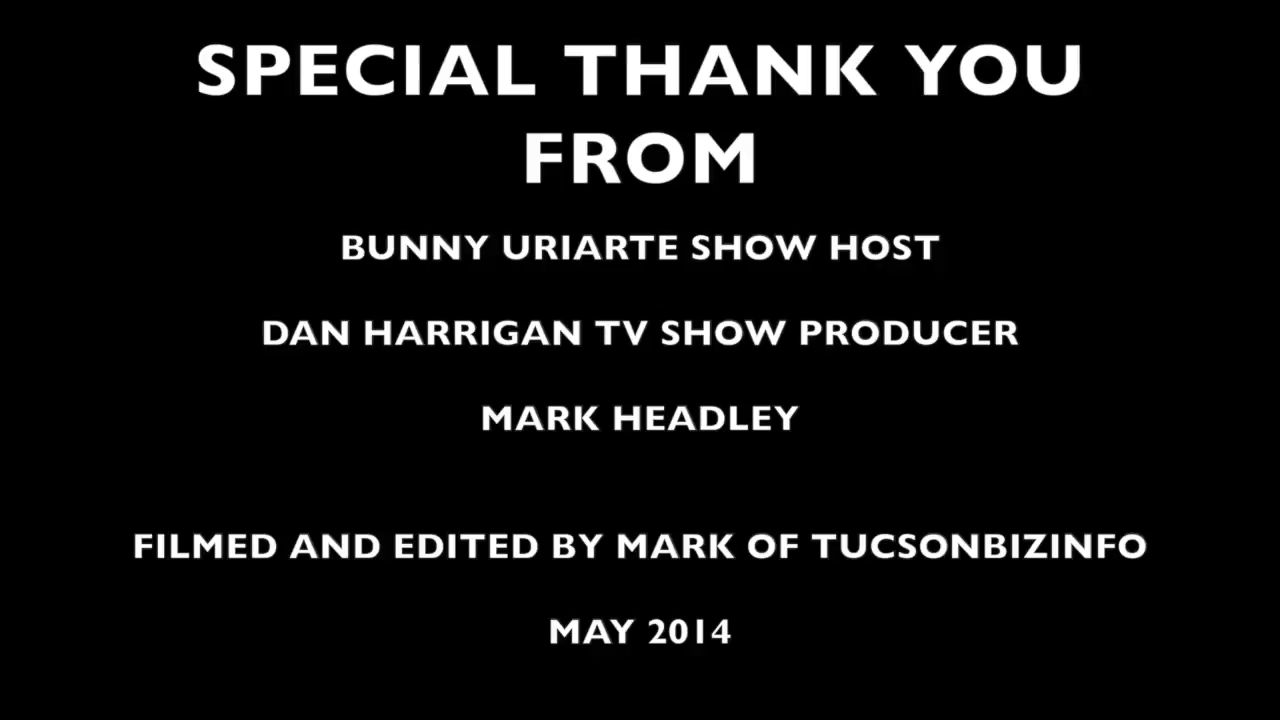 SPECIAL THANK YOU
FROM
BUNNY URIARTE SHOW HOST
DAN HARRIGAN TV SHOW PRODUCER
MARK HEADLEY
FILMED AND EDITED BY MARK OF TUCSONBIZINFO
MAY 2014